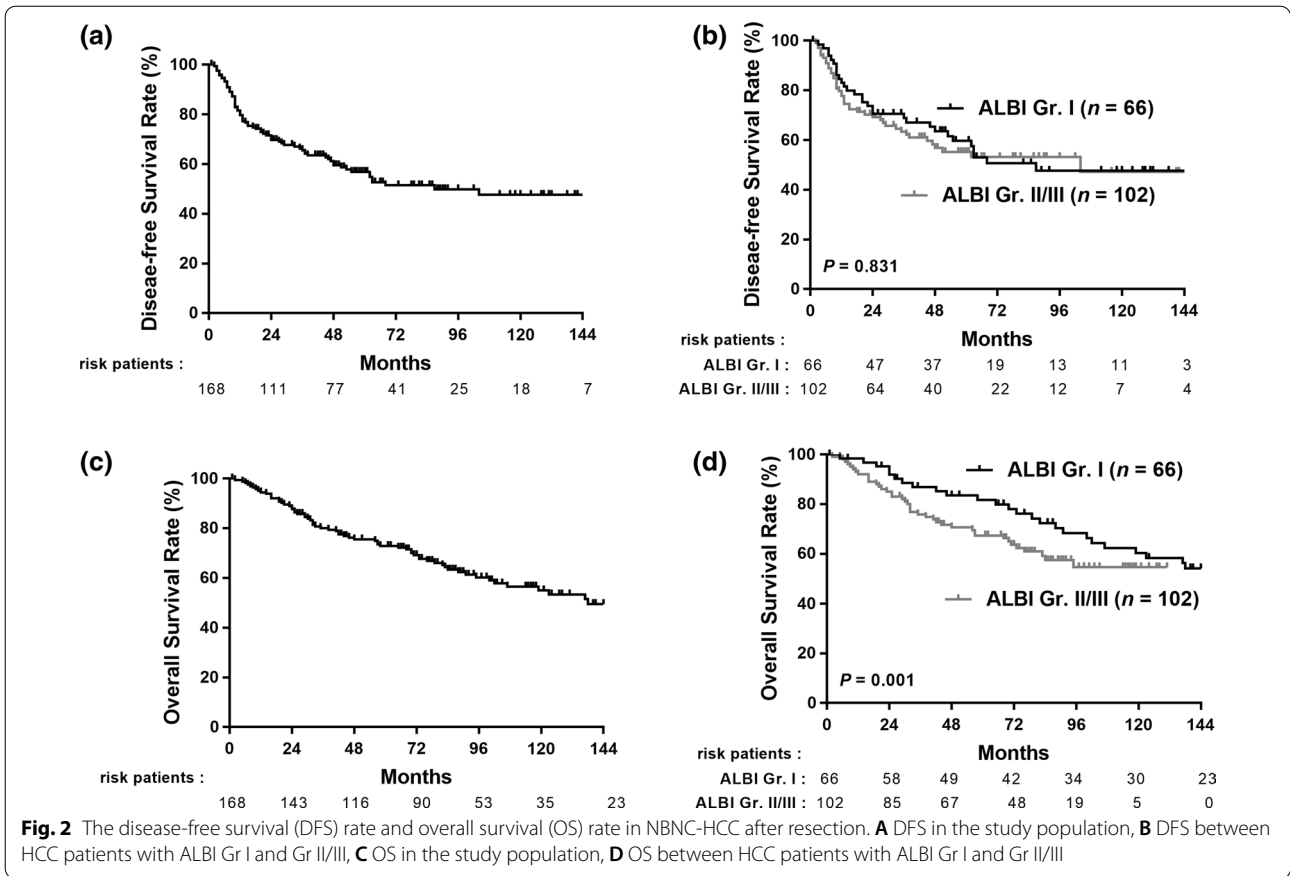 (a)
Diseae-free Survival Rate (%)
100
80
60
40
20
0
0 24 48 72 96 120 144
Months
risk patients :
168 111 77 41 25 18 7
(b)
Diseae-free Survival Rate (%)
100
80
60
40
20
0
ALBI Gr. I (n = 66)
ALBI Gr. II/III (n = 102)
P = 0.831
0 24 48 72 96 120 144
Months
risk patients :
ALBI Gr. I : 66 47 37 19 13 11 3
ALBI Gr. II/III : 102 64 40 22 12 7 4
(c)
Overall Survival Rate (%)
100
80
60
40
20
0
0 24 48 72 96 120 144
Months
risk patients :
168 143 116 90 53 35 23
(d)
Overall Survival Rate (%)
100
80
60
40
20
0
ALBI Gr. I (n = 66)
ALBI Gr. II/III (n = 102)
P = 0.001
0 24 48 72 96 120 144
Months
risk patients :
ALBI Gr. I : 66 58 49 42 34 30 23
ALBI Gr. II/III : 102 85 67 48 19 5 0
Fig. 2 The disease-free survival (DFS) rate and overall survival (OS) rate in NBNC-HCC after resection. A DFS in the study population, B DFS between
HCC patients with ALBI Gr I and Gr II/III, C OS in the study population, D OS between HCC patients with ALBI Gr I and Gr II/III